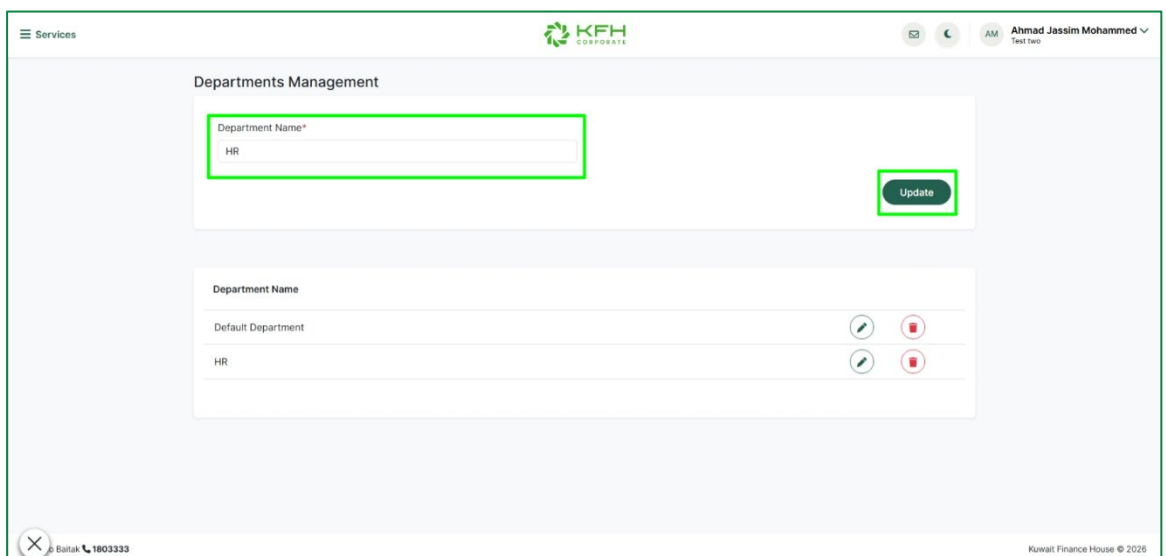 Services
KFH
CORPORATE
AM
Ahmad Jassim Mohammed
Test two
Departments Management
Department Name*
HR
Update
Department Name
Default Department
HR
Baitak 1803333
Kuwait Finance House © 2026